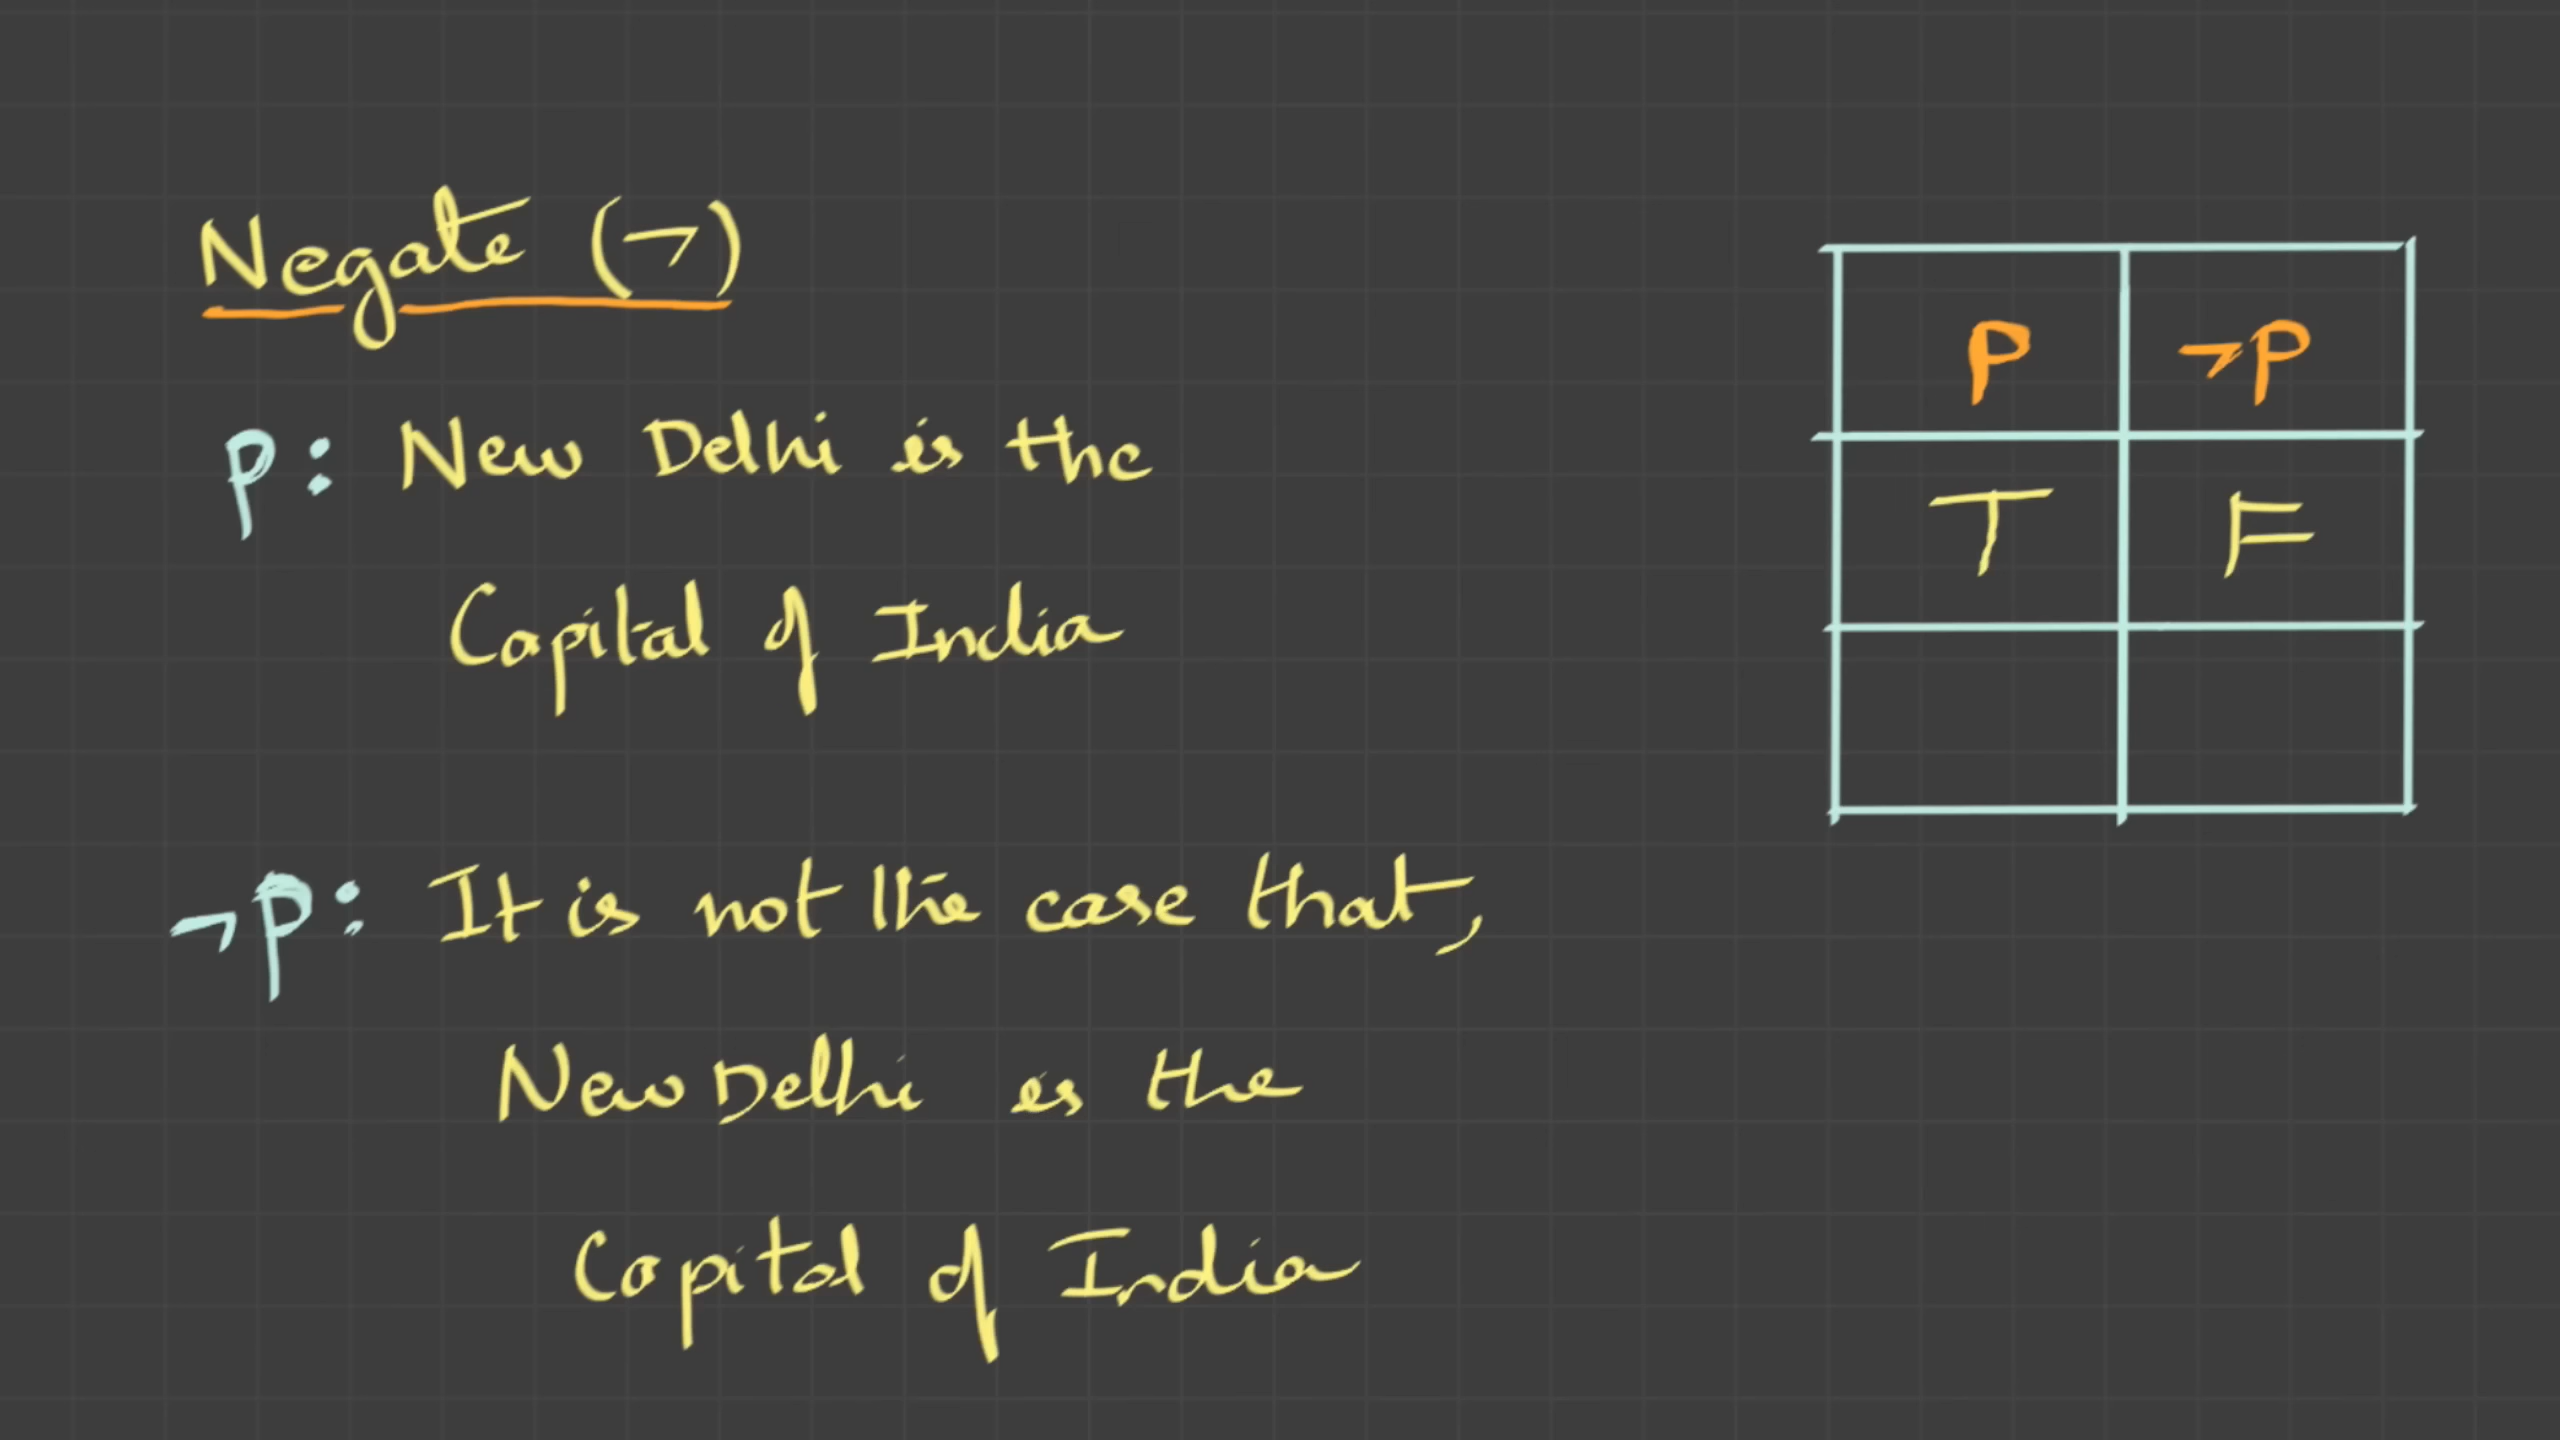 Negate (¬)
p: New Delhi is the
Capital of India
¬p: It is not the case that,
New Delhi is the
Capital of India
P ¬P
T F